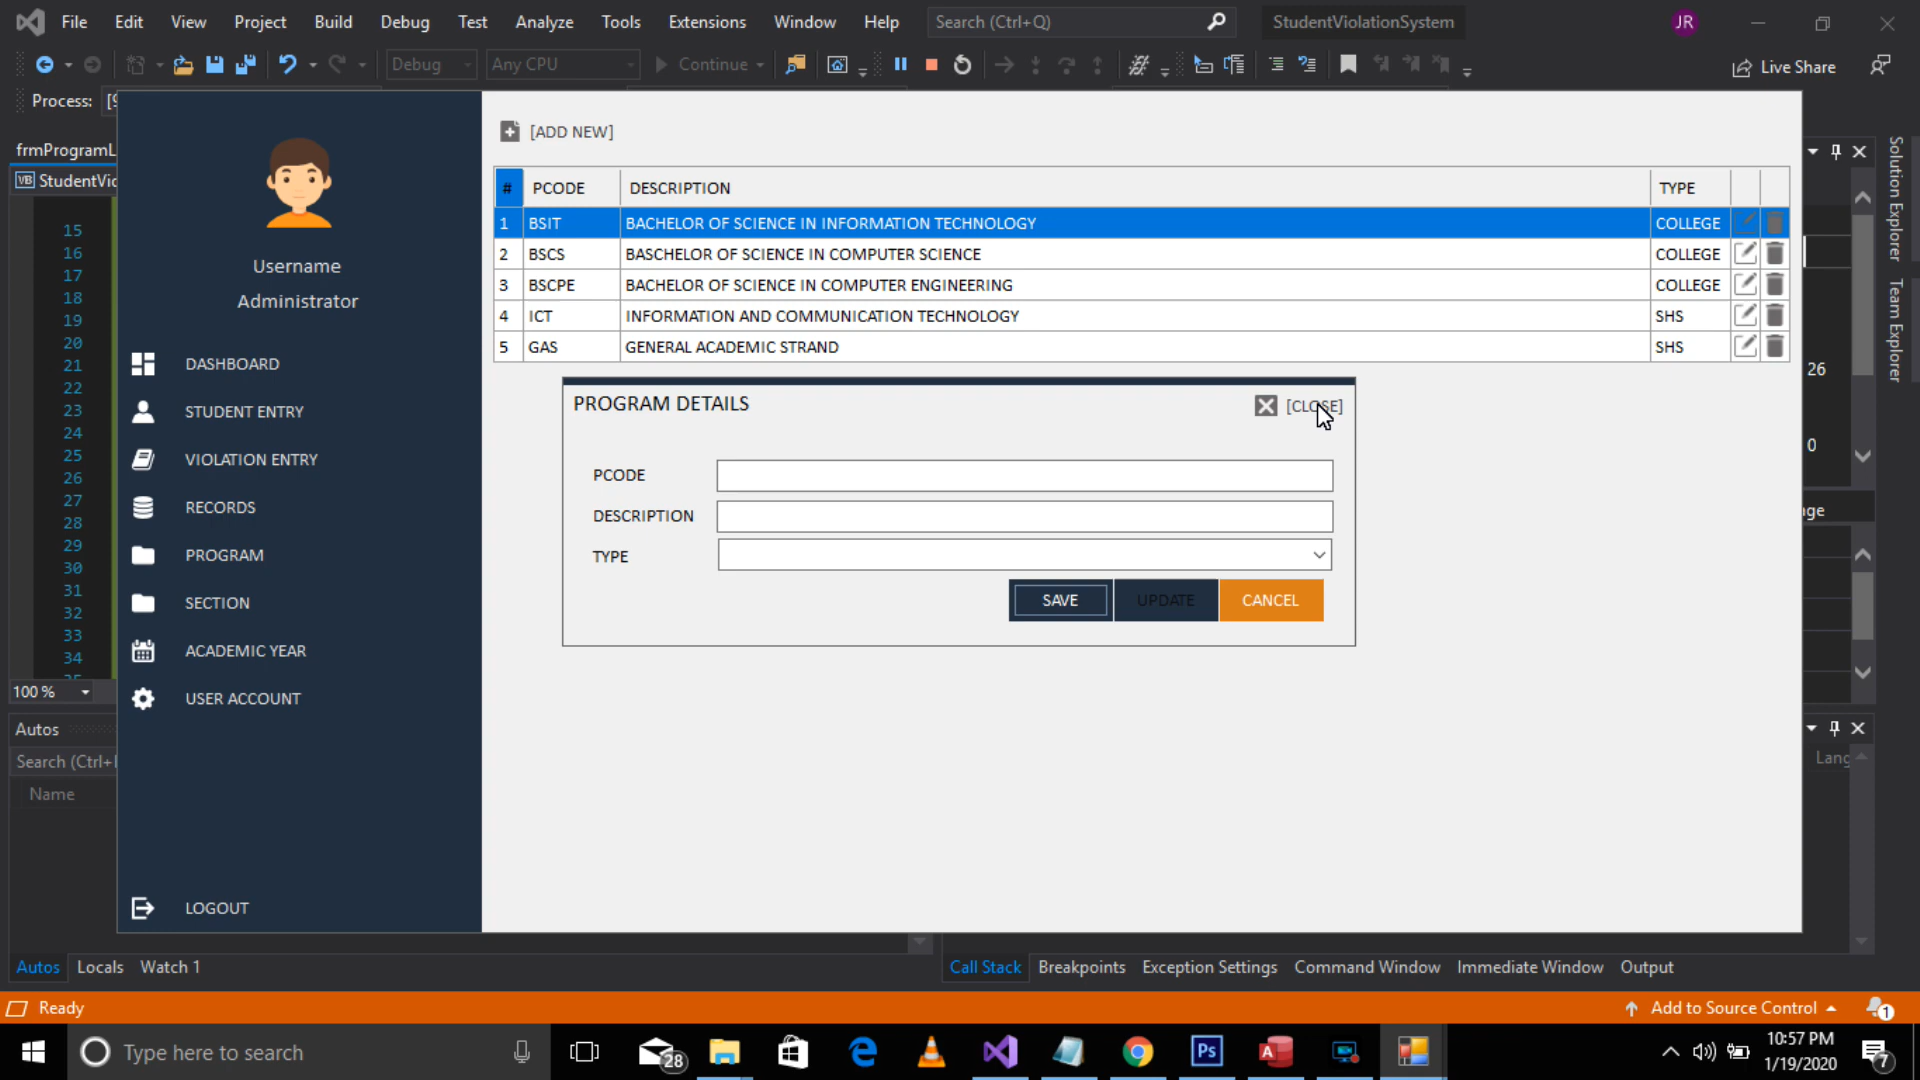 File Edit View Project Build Debug Test Analyze Tools Extensions Window Help Search (Ctrl+Q) StudentViolationSystem JR
Debug Any CPU Continue Live Share
Process:
frmProgramL
VB StudentVio
15
16
17
18
19
20
21
22
23
24
25
26
27
28
29
30
31
32
33
34
100 %
Username
Administrator
DASHBOARD
STUDENT ENTRY
VIOLATION ENTRY
RECORDS
PROGRAM
SECTION
ACADEMIC YEAR
USER ACCOUNT
LOGOUT
[ADD NEW]
# PCODE DESCRIPTION TYPE
1 BSIT BACHELOR OF SCIENCE IN INFORMATION TECHNOLOGY COLLEGE
2 BSCS BASCHELOR OF SCIENCE IN COMPUTER SCIENCE COLLEGE
3 BSCPE BACHELOR OF SCIENCE IN COMPUTER ENGINEERING COLLEGE
4 ICT INFORMATION AND COMMUNICATION TECHNOLOGY SHS
5 GAS GENERAL ACADEMIC STRAND SHS
PROGRAM DETAILS [CLOSE]
PCODE
DESCRIPTION
TYPE
SAVE UPDATE CANCEL
Solution Explorer
Team Explorer
26
0
Autos
Search (Ctrl+
Name
Lang
Autos Locals Watch 1
Call Stack Breakpoints Exception Settings Command Window Immediate Window Output
Ready
Add to Source Control 1
Type here to search
28
Ps
10:57 PM
1/19/2020
7